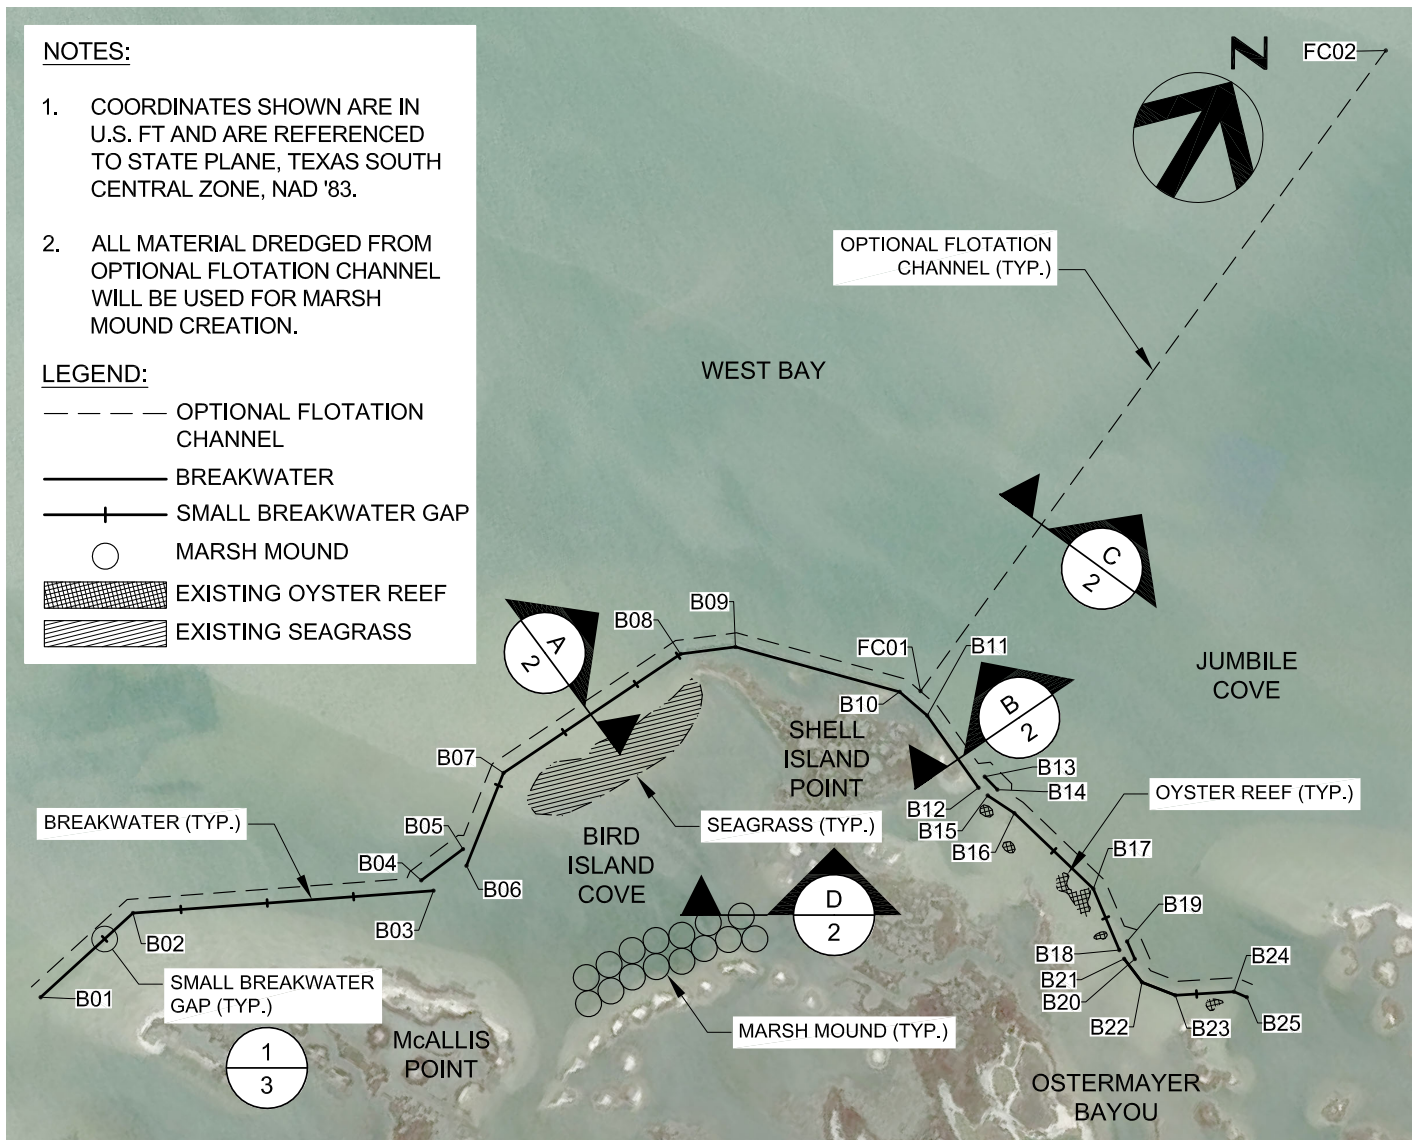 NOTES:
1. COORDINATES SHOWN ARE IN
U.S. FT AND ARE REFERENCED
TO STATE PLANE, TEXAS SOUTH
CENTRAL ZONE, NAD '83.
2. ALL MATERIAL DREDGED FROM
OPTIONAL FLOTATION CHANNEL
WILL BE USED FOR MARSH
MOUND CREATION.
LEGEND:
OPTIONAL FLOTATION
CHANNEL
BREAKWATER
SMALL BREAKWATER GAP
MARSH MOUND
EXISTING OYSTER REEF
EXISTING SEAGRASS
N
FC02
OPTIONAL FLOTATION
CHANNEL (TYP.)
WEST BAY
C
2
B09
B08
A
2
FC01
B11
JUMBILE
COVE
B10
B
2
SHELL
ISLAND
POINT
B07
B13
B14
B12
B15
B16
OYSTER REEF (TYP.)
BREAKWATER (TYP.)
B05
SEAGRASS (TYP.)
BIRD
ISLAND
COVE
B04
B06
B17
D
2
B03
B02
B19
B18
B21
B20
B24
B01
SMALL BREAKWATER
GAP (TYP.)
B22
B23
B25
MARSH MOUND (TYP.)
McALLIS
POINT
1
3
OSTERMAYER
BAYOU